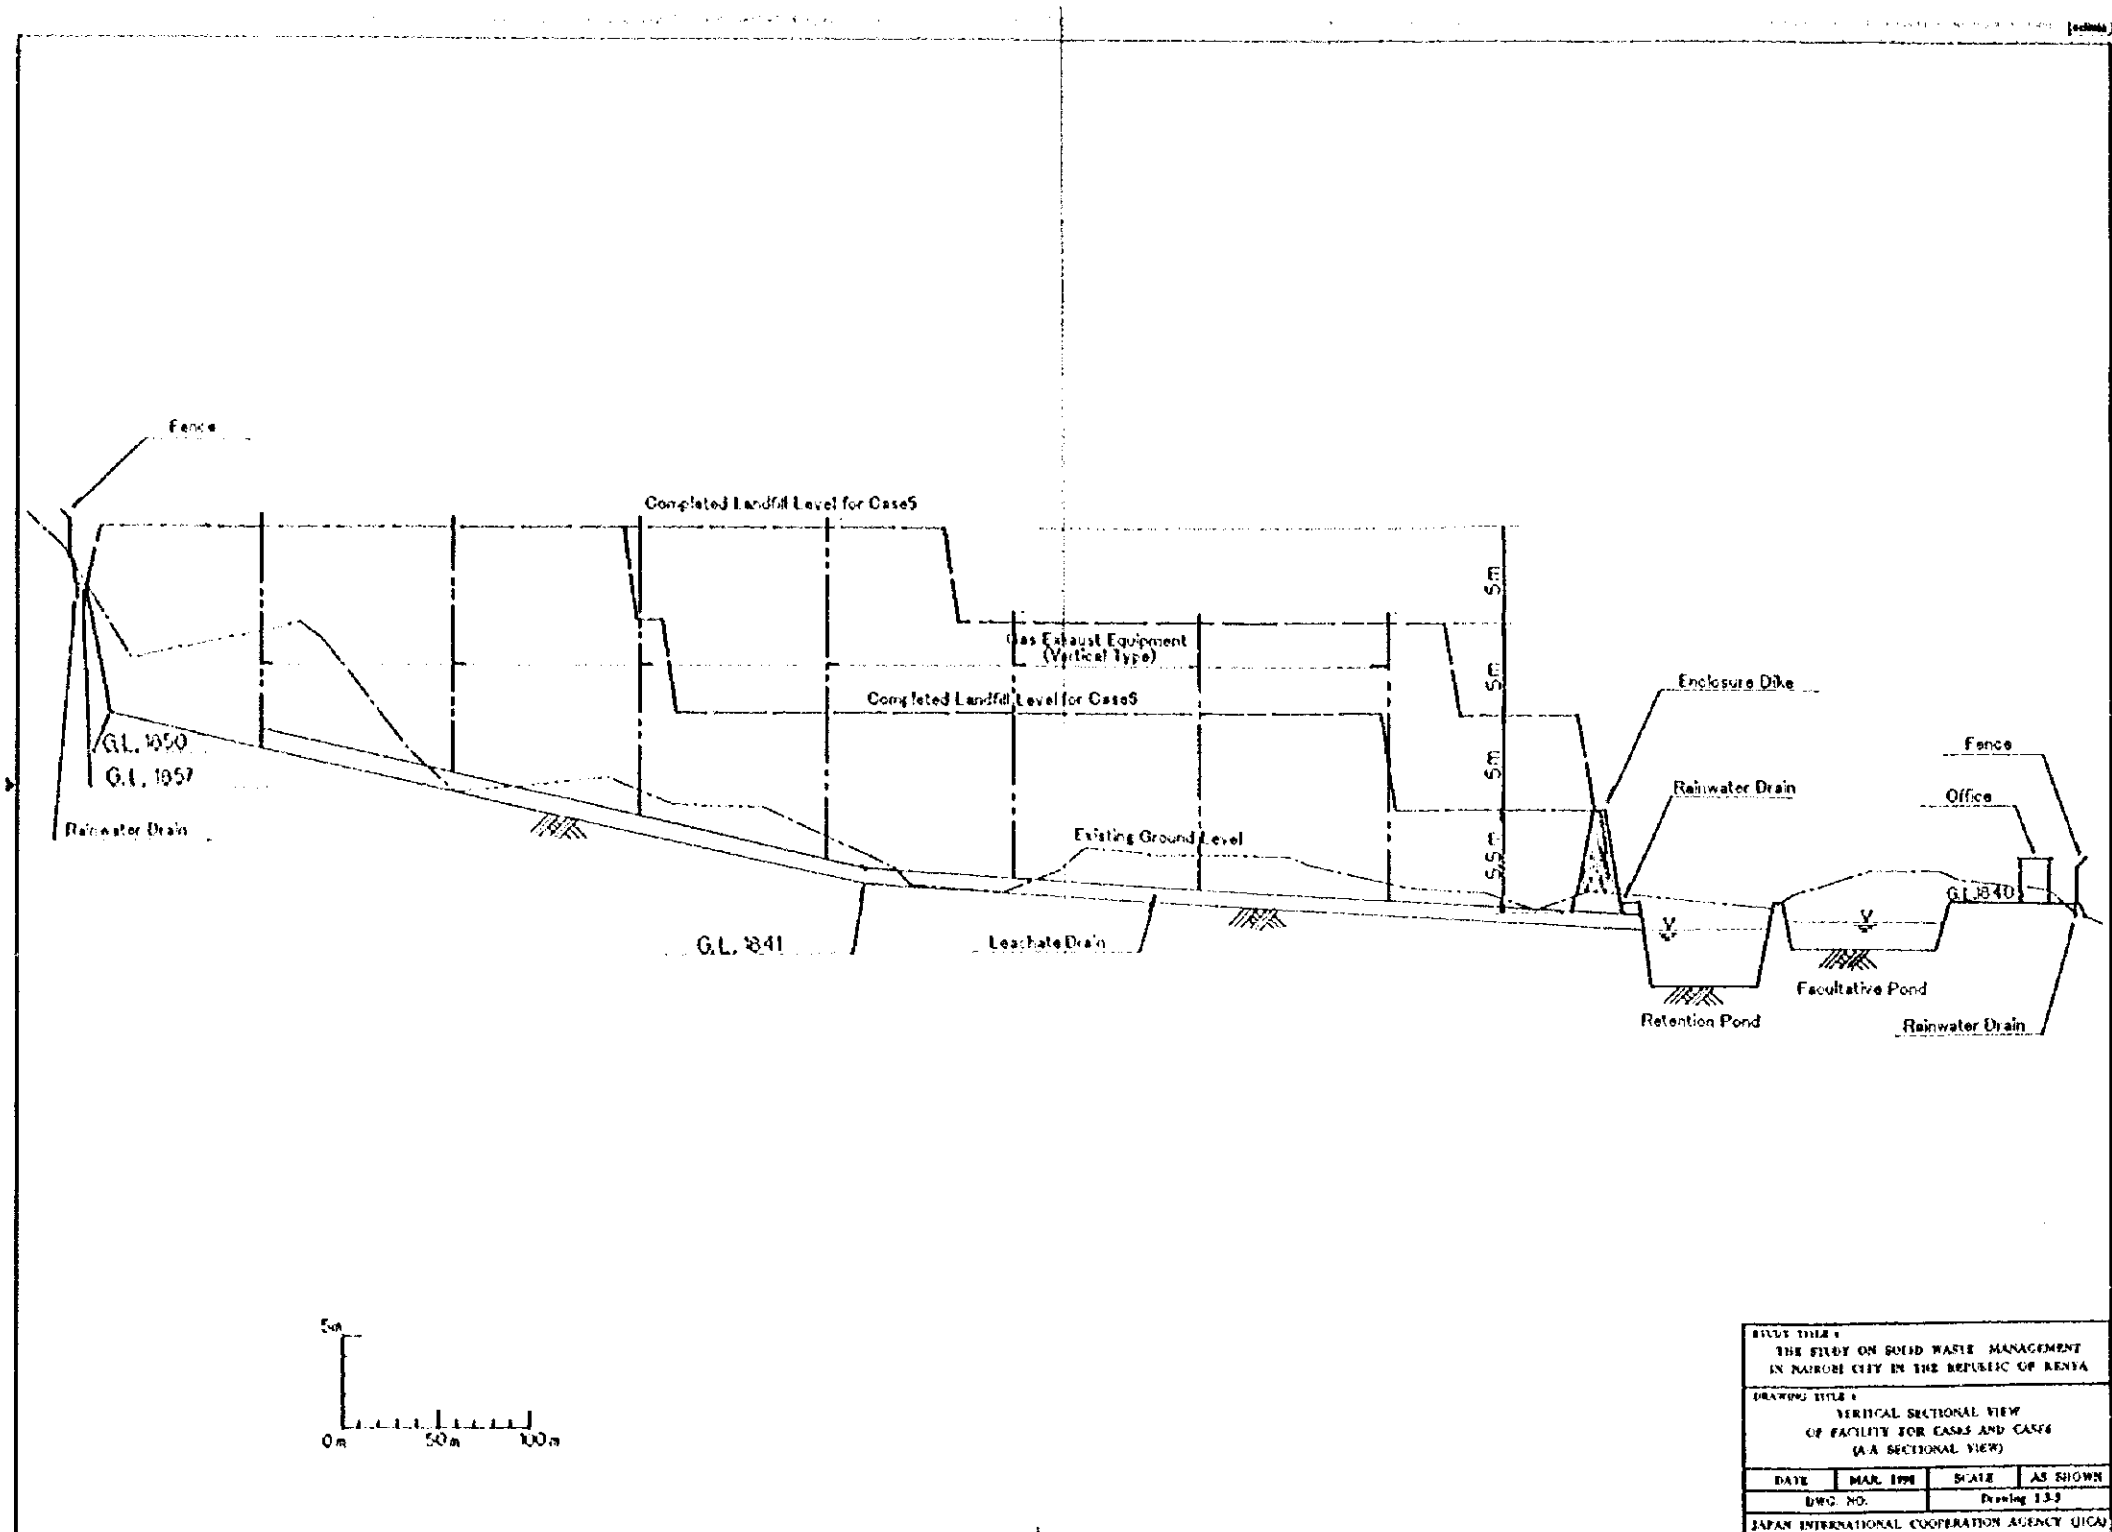 Fence
Completed Landfill Level for Case5
5m
Gas Exhaust Equipment
(Vertical Type)
5m
Enclosure Dike
Completed Landfill Level for Case5
G.L. 1850
G.L. 1857
5m
Rainwater Drain
Fence
Office
Rainwater Drain
Existing Ground Level
5.5m
G.L. 1840
G.L. 1841
Leachate Drain
Facultative Pond
Retention Pond
Rainwater Drain
5m
0m
50m
100m
STUDY TITLE :
THE STUDY ON SOLID WASTE MANAGEMENT
IN NAIROBI CITY IN THE REPUBLIC OF KENYA
DRAWING TITLE :
VERTICAL SECTIONAL VIEW
OF FACILITY FOR CASE5 AND CASE6
(A-A SECTIONAL VIEW)
DATE MAR. SCALE AS SHOWN
DWG. NO. Drawing
JAPAN INTERNATIONAL COOPERATION AGENCY (JICA)